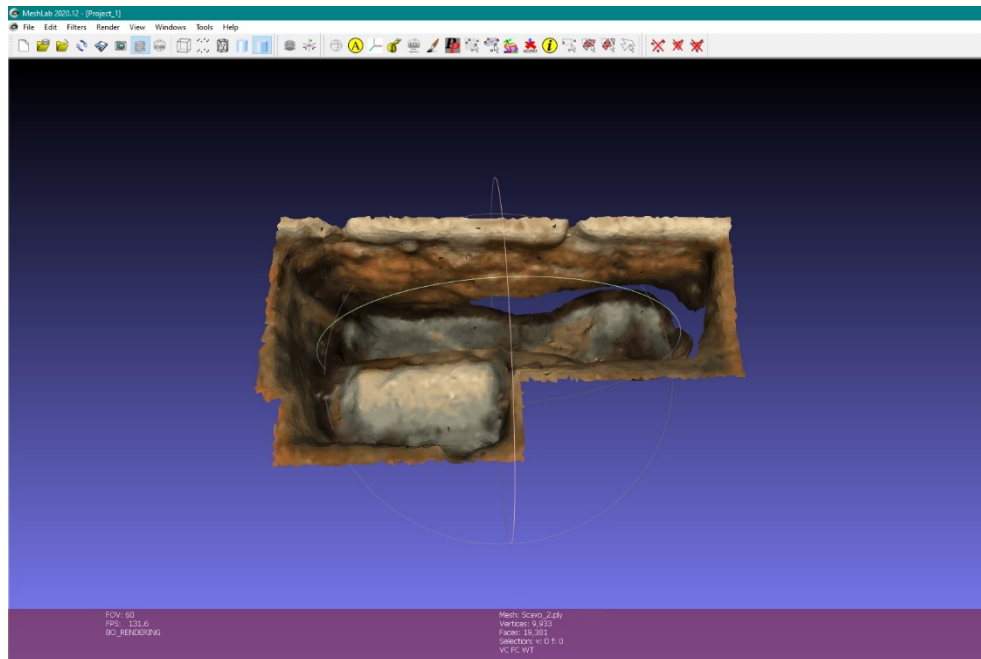 MeshLab 2020.12 - [Project_1]
File Edit Filters Render View Windows Tools Help
A
FOV: 60
FPS: 131.6
BO_RENDERING
Mesh: Scavo_2.ply
Vertices: 9,933
Faces: 19,381
Selection: v: 0 f: 0
VC FC WT